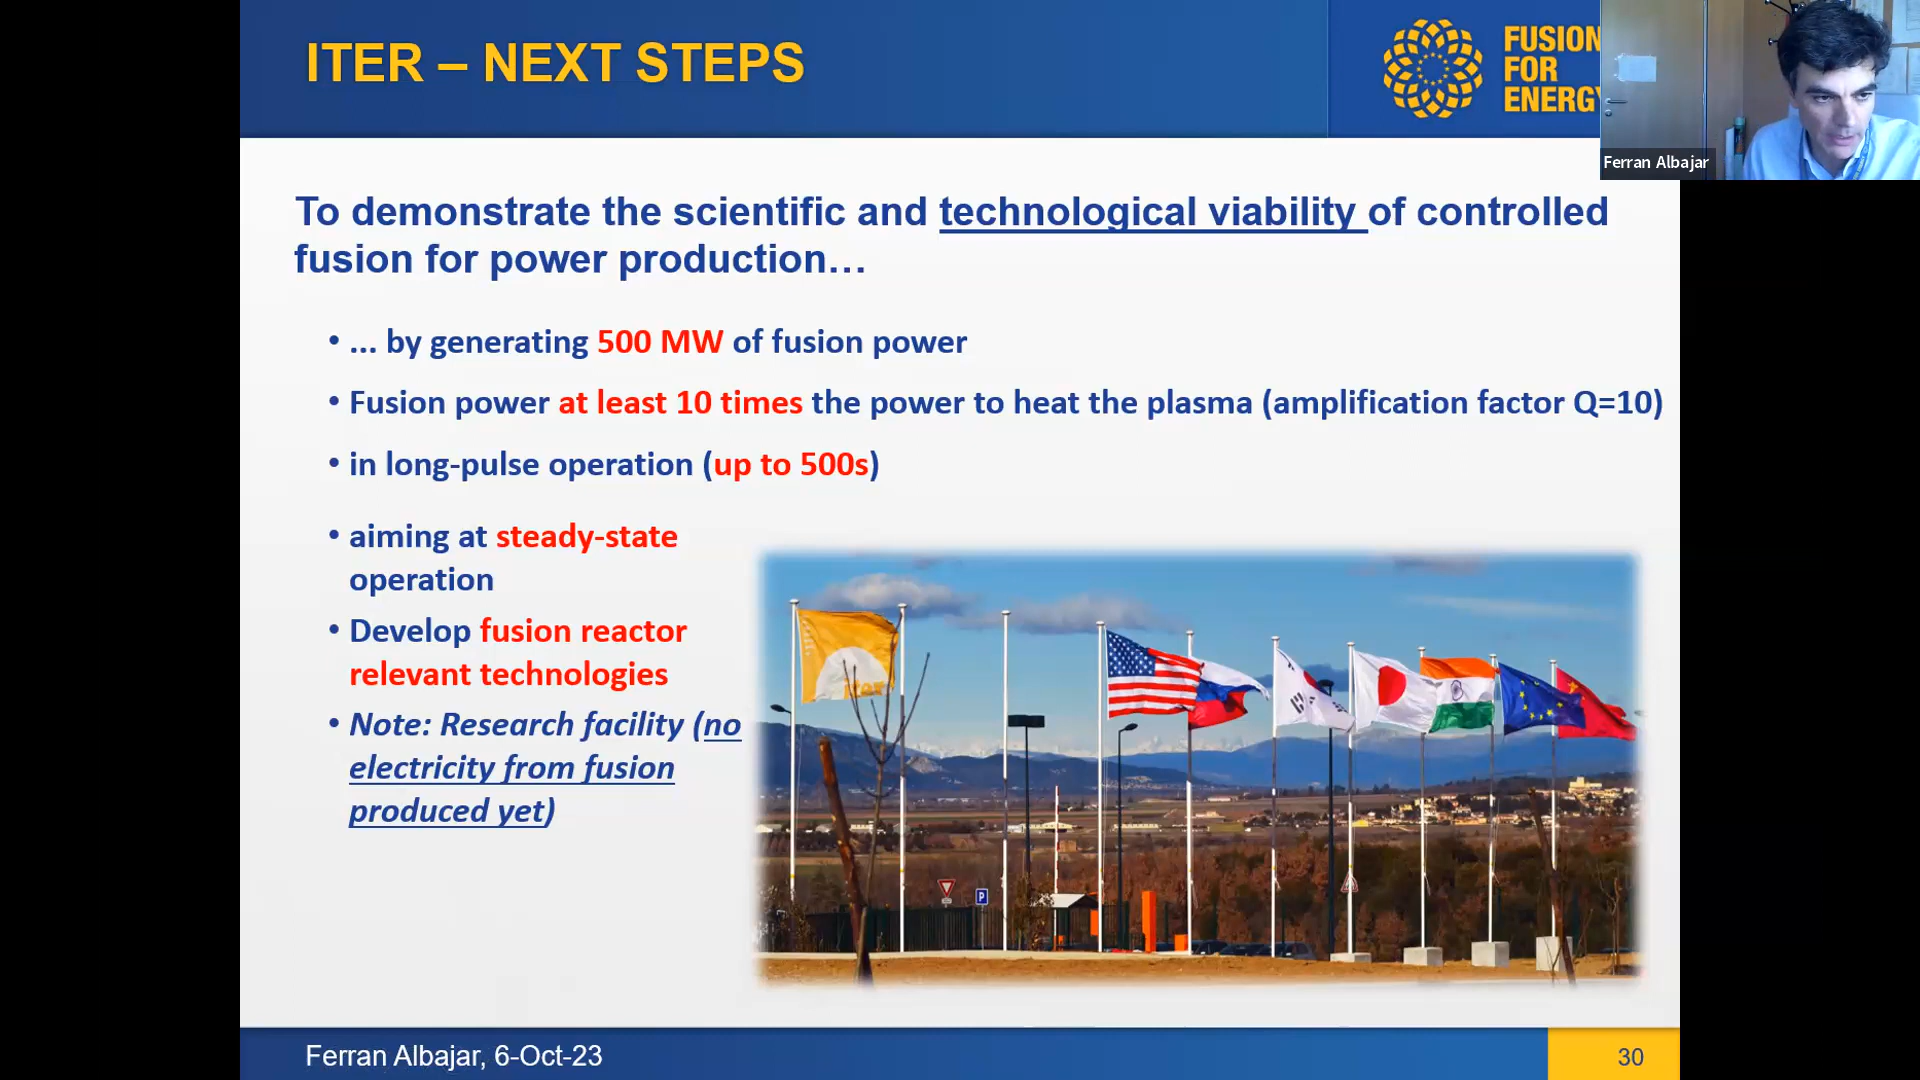 ITER – NEXT STEPS
FUSION
FOR
ENERGY
Ferran Albajar
To demonstrate the scientific and technological viability of controlled
fusion for power production…
• ... by generating 500 MW of fusion power
• Fusion power at least 10 times the power to heat the plasma (amplification factor Q=10)
• in long-pulse operation (up to 500s)
• aiming at steady-state
operation
• Develop fusion reactor
relevant technologies
• Note: Research facility (no
electricity from fusion
produced yet)
iter
P
Ferran Albajar, 6-Oct-23
30